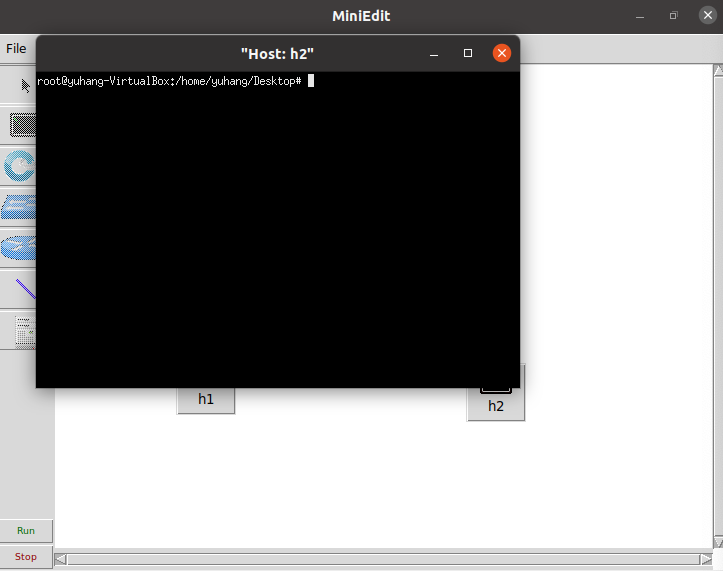 MiniEdit
File
"Host: h2"
root@yuhang-VirtualBox:/home/yuhang/Desktop#
h1
h2
Run
Stop